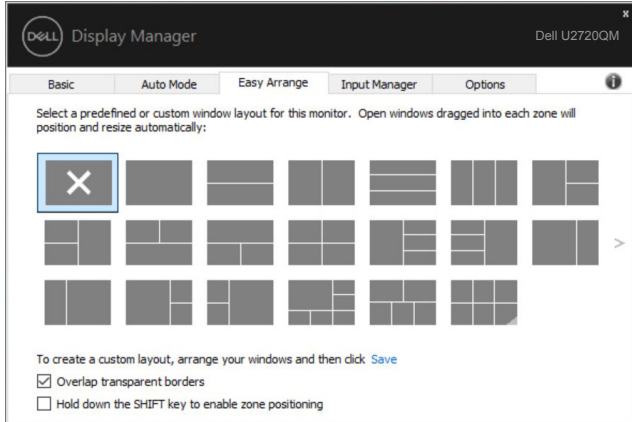 x
DELL Display Manager
Dell U2720QM
Basic Auto Mode Easy Arrange Input Manager Options i
Select a predefined or custom window layout for this monitor. Open windows dragged into each zone will
position and resize automatically:
>
To create a custom layout, arrange your windows and then click Save
Overlap transparent borders
Hold down the SHIFT key to enable zone positioning